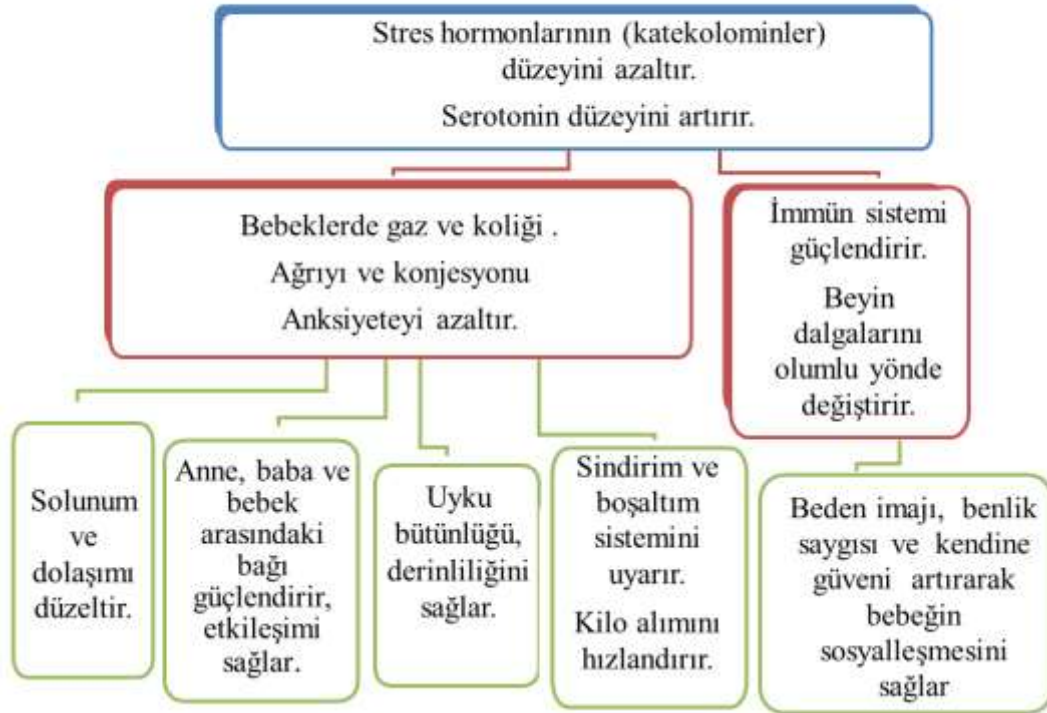 Stres hormonlarının (katekolominler)
düzeyini azaltır.
Serotonin düzeyini artırır.
Bebeklerde gaz ve koliği .
Ağrıyı ve konjesyonu
Anksiyeteyi azaltır.
İmmün sistemi
güçlendirir.
Beyin
dalgalarını
olumlu yönde
değiştirir.
Solunum
ve
dolaşımı
düzeltir.
Anne, baba ve
bebek
arasındaki
bağı
güçlendirir,
etkileşimi
sağlar.
Uyku
bütünlüğü,
derinliliğini
sağlar.
Sindirim ve
boşaltım
sistemini
uyarır.
Kilo alımını
hızlandırır.
Beden imajı, benlik
saygısı ve kendine
güveni artırarak
bebeğin
sosyalleşmesini
sağlar